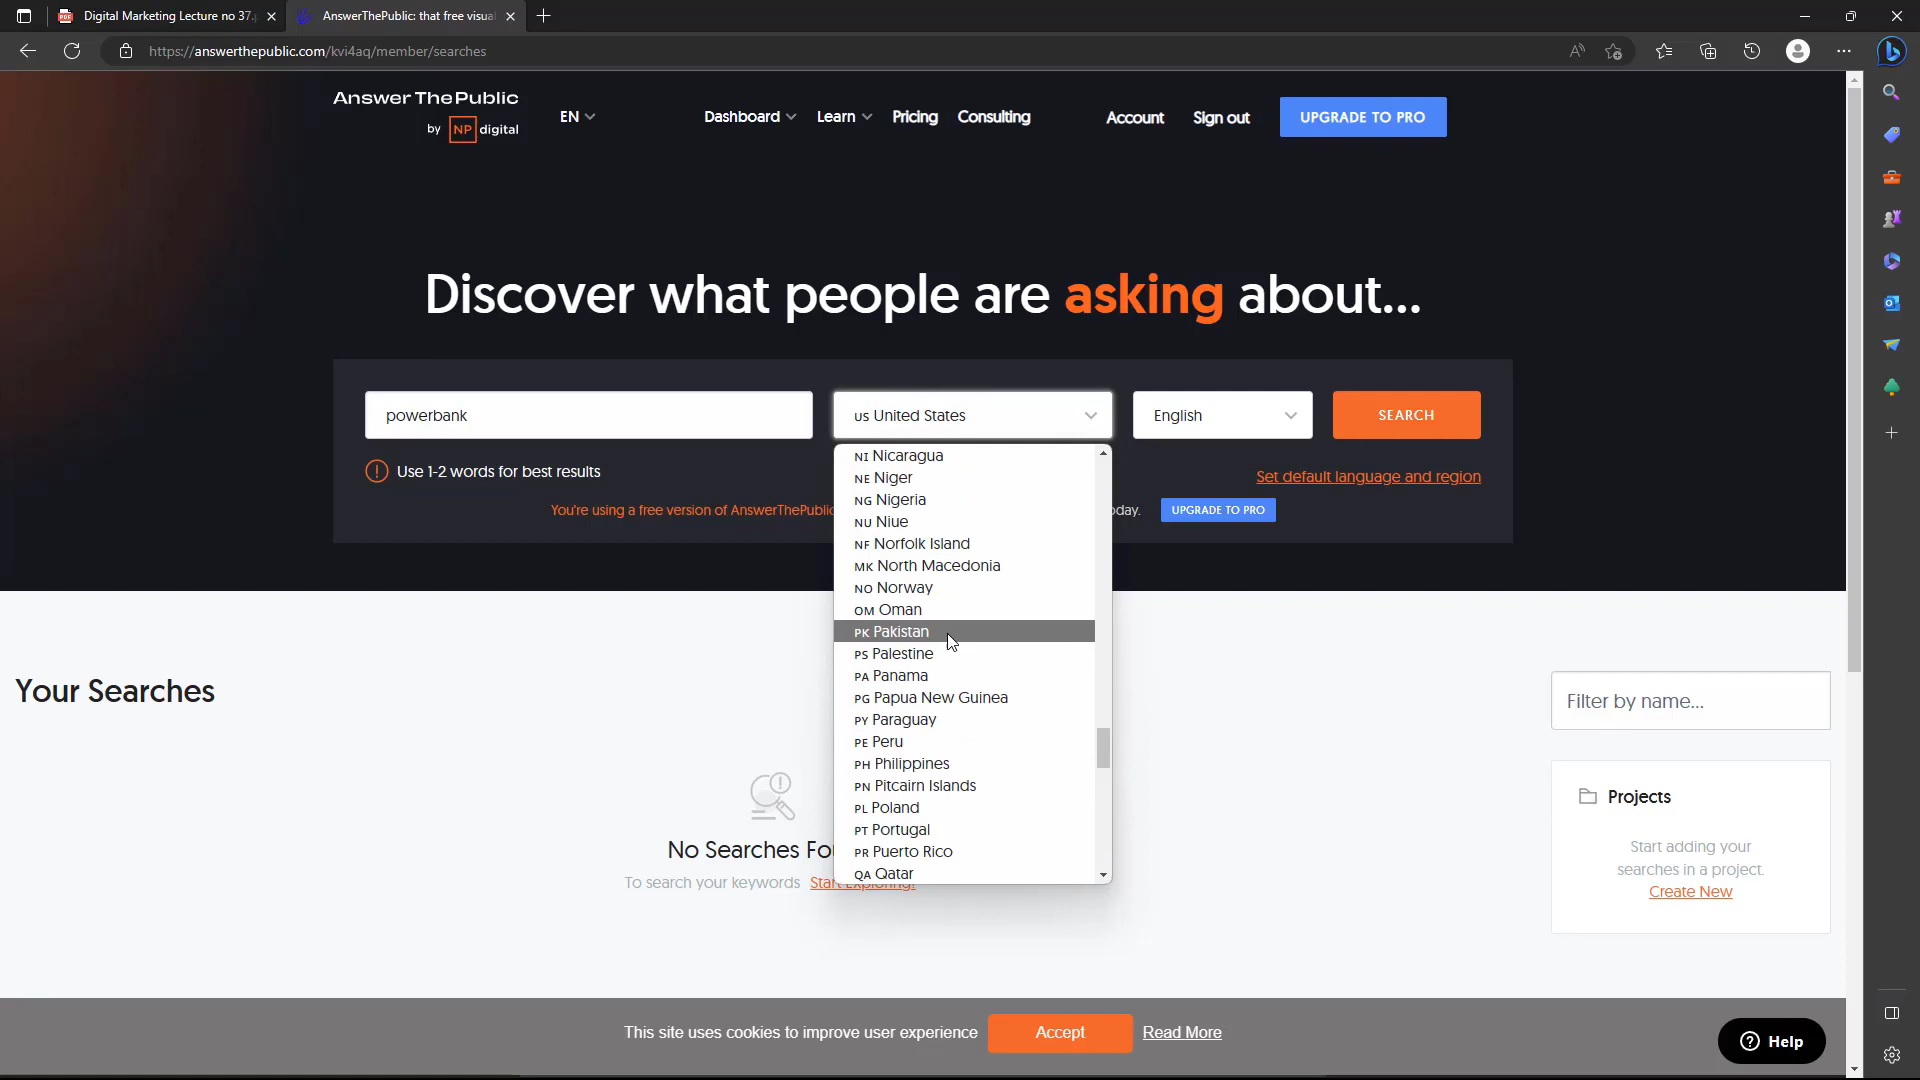 Digital Marketing Lecture no 37.
AnswerThePublic: that free visua
https://answerthepublic.com/kvi4aq/member/searches
AnswerThePublic
by NP digital
EN
Dashboard
Learn
Pricing
Consulting
Account
Sign out
UPGRADE TO PRO
Discover what people are asking about...
powerbank
US United States
English
SEARCH
Use 1-2 words for best results
Set default language and region
You're using a free version of AnswerThePublic
oday.
UPGRADE TO PRO
NI Nicaragua
NE Niger
NG Nigeria
NU Niue
NF Norfolk Island
MK North Macedonia
NO Norway
OM Oman
PK Pakistan
PS Palestine
PA Panama
PG Papua New Guinea
PY Paraguay
PE Peru
PH Philippines
PN Pitcairn Islands
PL Poland
PT Portugal
PR Puerto Rico
QA Qatar
Your Searches
Filter by name...
No Searches Fou
To search your keywords Start Exploring!
Projects
Start adding your
searches in a project.
Create New
This site uses cookies to improve user experience
Accept
Read More
Help